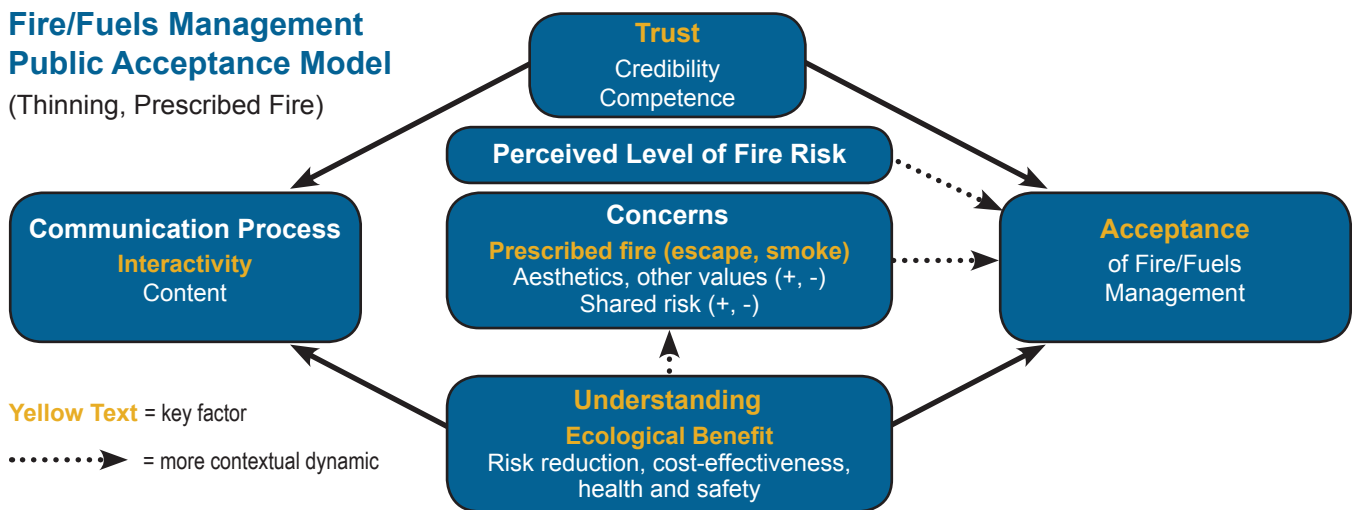 Fire/Fuels Management
Public Acceptance Model
(Thinning, Prescribed Fire)
Trust
Credibility
Competence
Perceived Level of Fire Risk
Communication Process
Interactivity
Content
Concerns
Prescribed fire (escape, smoke)
Aesthetics, other values (+, -)
Shared risk (+, -)
Acceptance
of Fire/Fuels
Management
Understanding
Ecological Benefit
Risk reduction, cost-effectiveness,
health and safety
Yellow Text = key factor
= more contextual dynamic